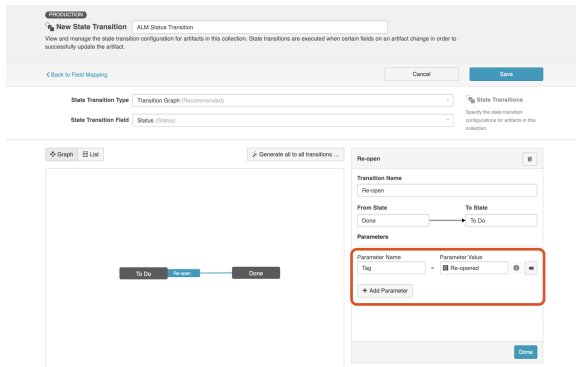 PRODUCTION
New State Transition
ALM Status Transition
View and manage the state transition configuration for artifacts in this collection. State transitions are executed when certain fields on an artifact change in order to
successfully update the artifact.
Back to Field Mapping
Cancel
Save
State Transition Type
Transition Graph (Recommended)
State Transition Field
Status (Status)
State Transitions
Specify the state transition
configurations for artifacts in this
collection.
Graph
List
Generate all to all transitions ...
To Do
Re-open
Done
Re-open
Transition Name
Re-open
From State
To State
Done
To Do
Parameters
Parameter Name
Parameter Value
Tag
=
Re-opened
+ Add Parameter
Done